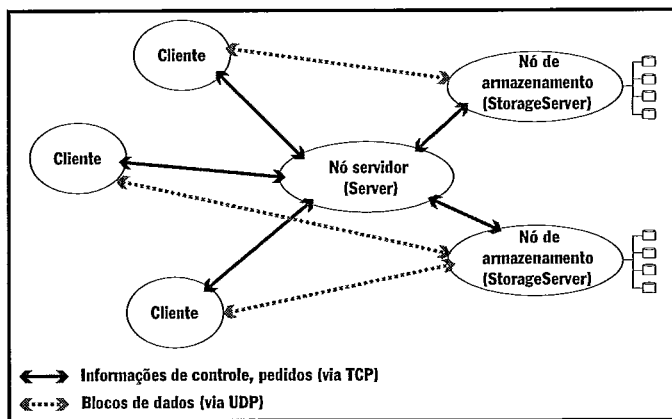 Cliente
Nó de
armazenamento
(StorageServer)
Cliente
Nó servidor
(Server)
Nó de
armazenamento
(StorageServer)
Cliente
Informações de controle, pedidos (via TCP)
Blocos de dados (via UDP)